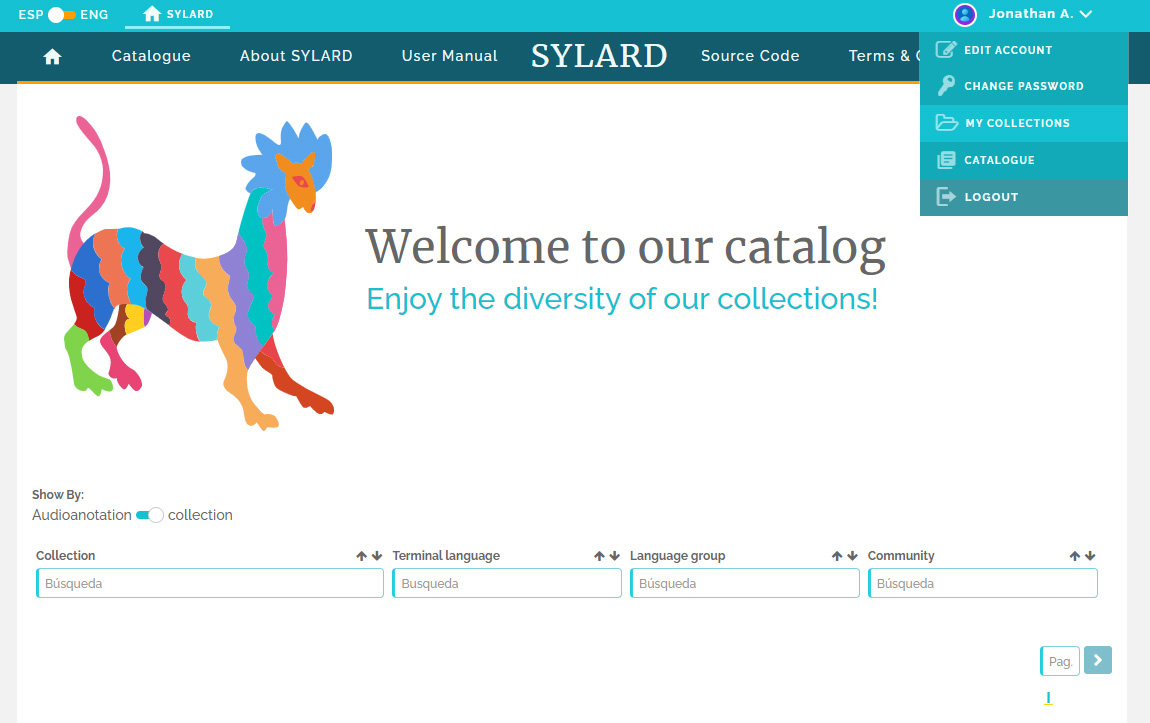 ESP ENG SYLARD Jonathan A.
Catalogue About SYLARD User Manual SYLARD Source Code Terms &
EDIT ACCOUNT
CHANGE PASSWORD
MY COLLECTIONS
CATALOGUE
LOGOUT
Welcome to our catalog
Enjoy the diversity of our collections!
Show By:
Audioanotation collection
Collection Terminal language Language group Community
Búsqueda Busqueda Búsqueda Búsqueda
Pag.